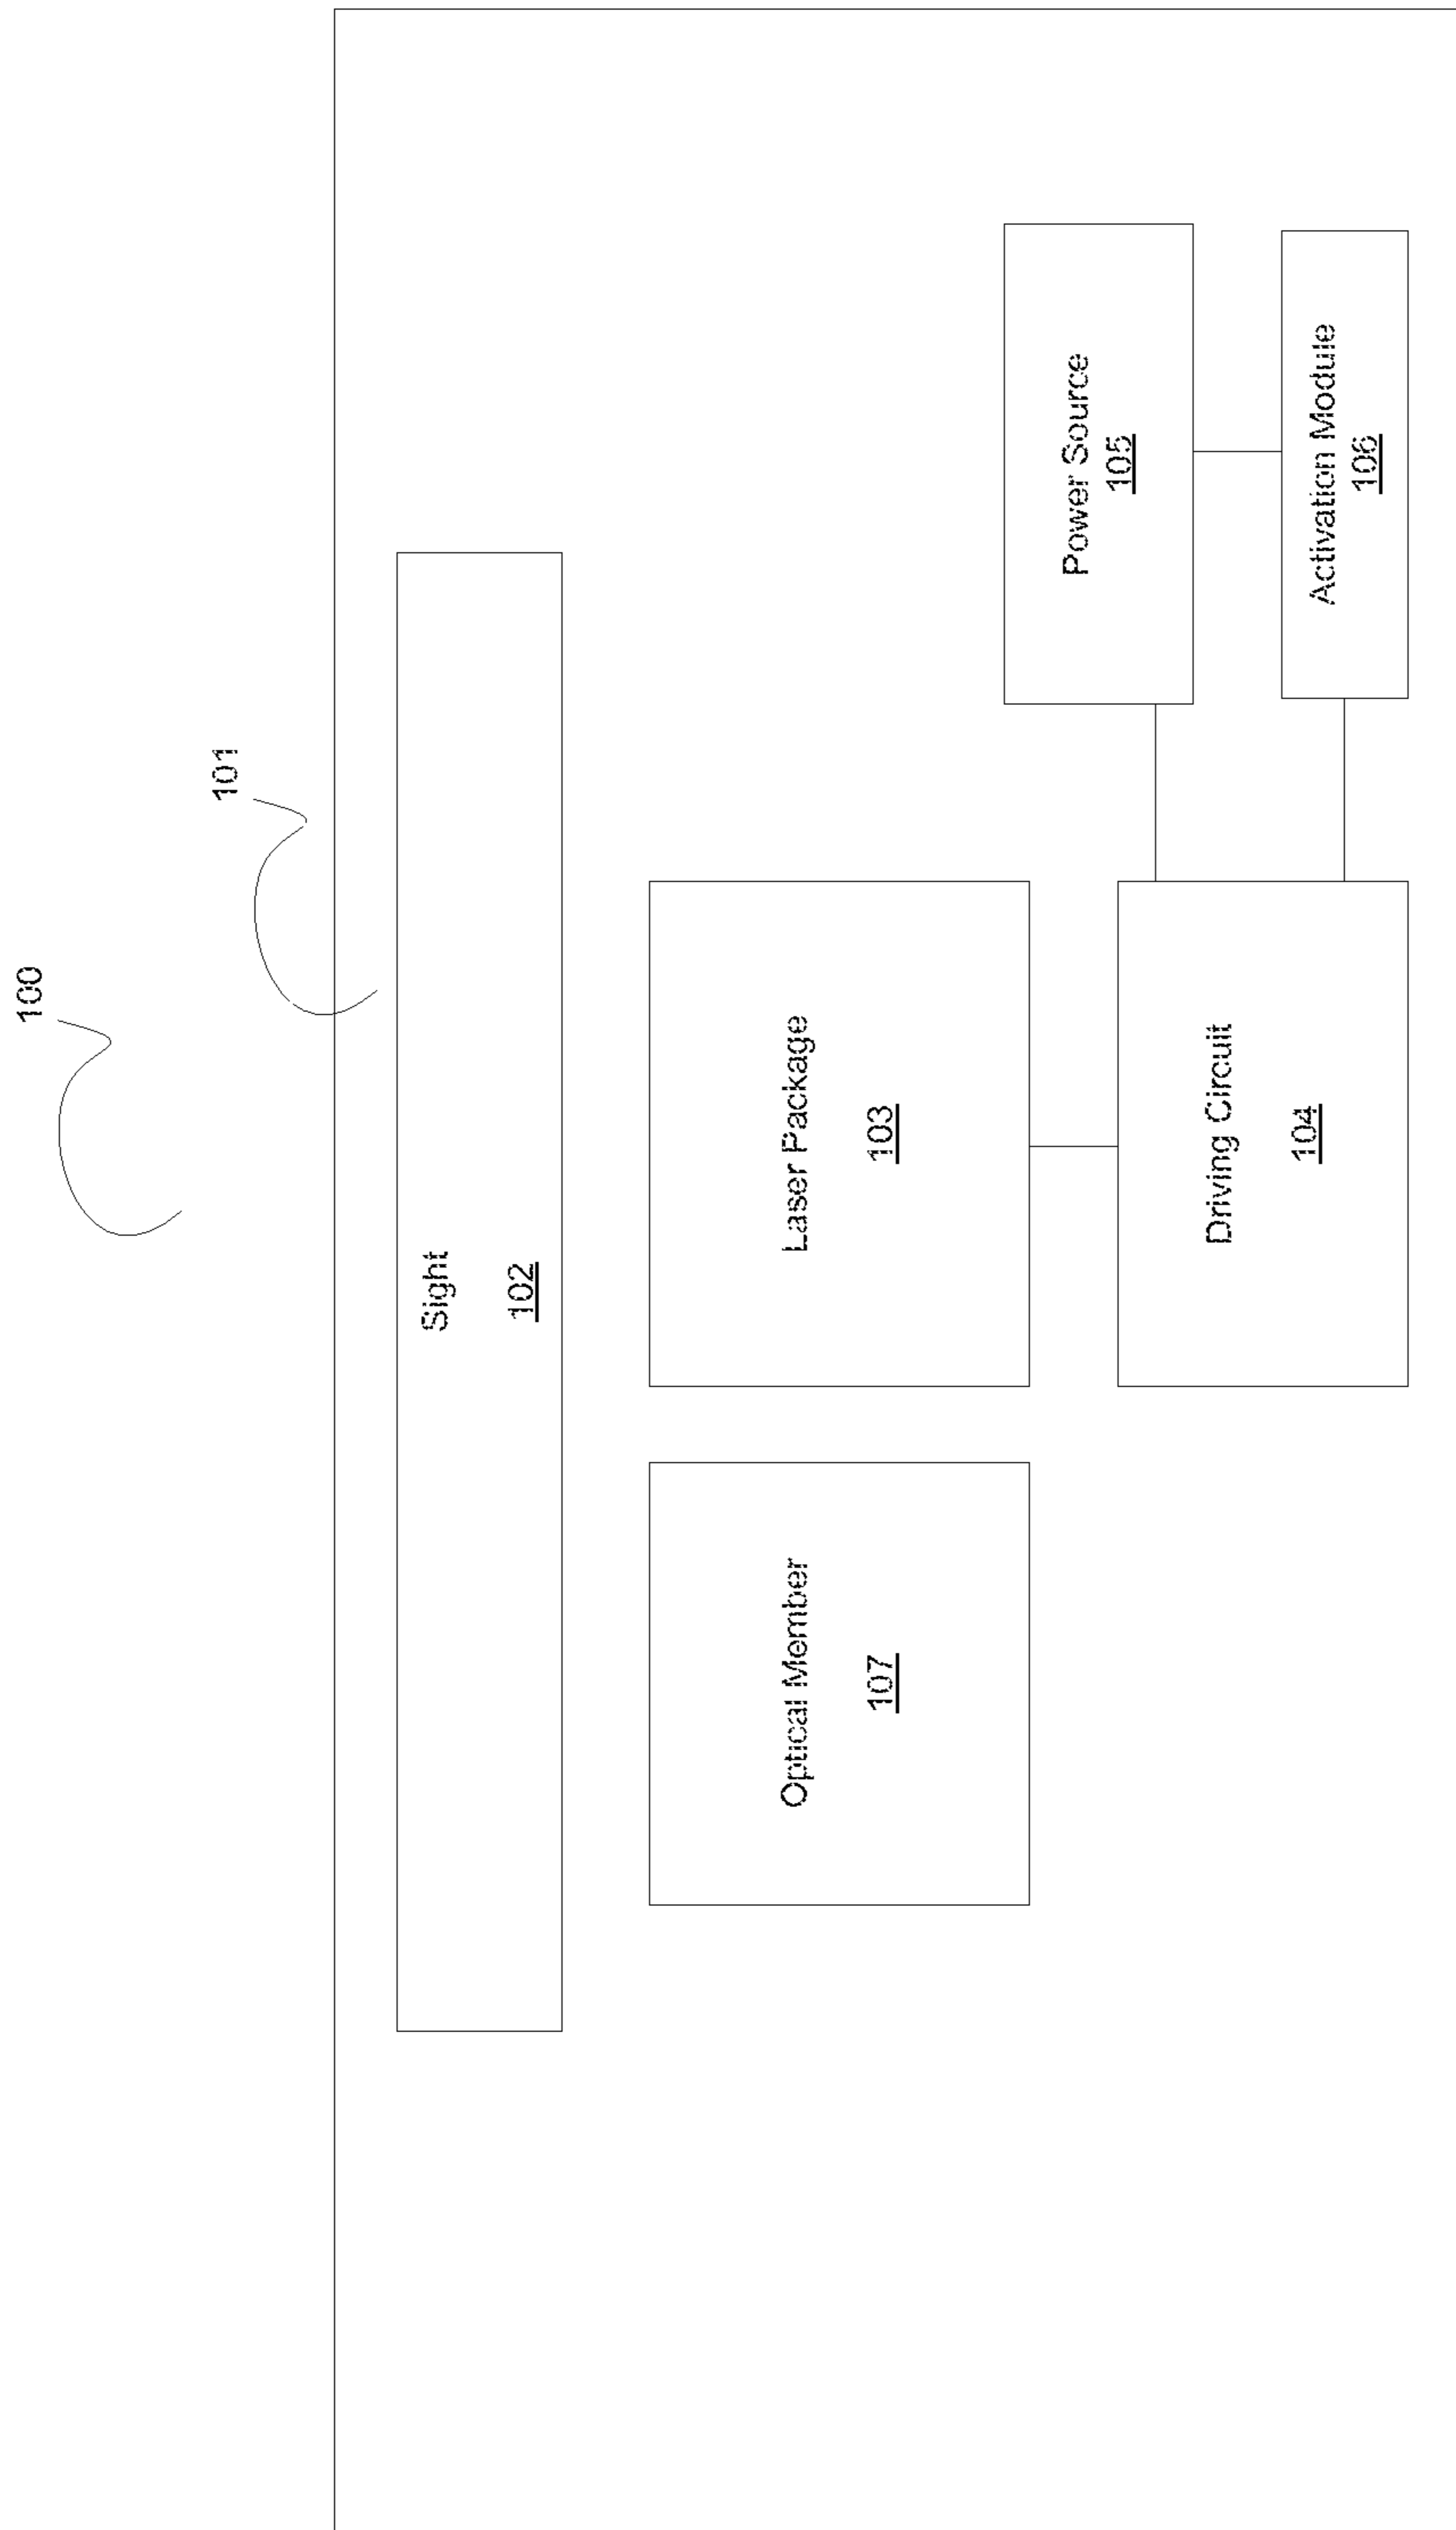 100
101
Sight
102
Optical Member
107
Laser Package
103
Power Source
105
Driving Circuit
104
Activation Module
106